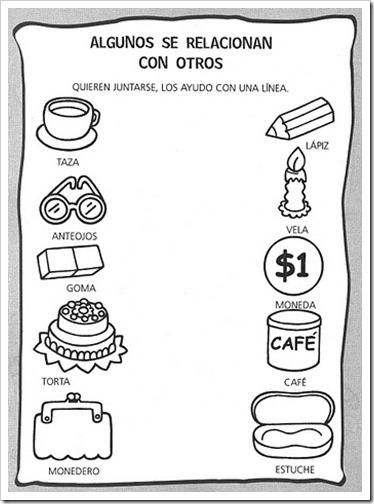 ALGUNOS SE RELACIONAN
CON OTROS
QUIEREN JUNTARSE, LOS AYUDO CON UNA LÍNEA.
TAZA
LÁPIZ
ANTEOJOS
VELA
GOMA
$1
MONEDA
TORTA
CAFÉ
CAFÉ
MONEDERO
ESTUCHE